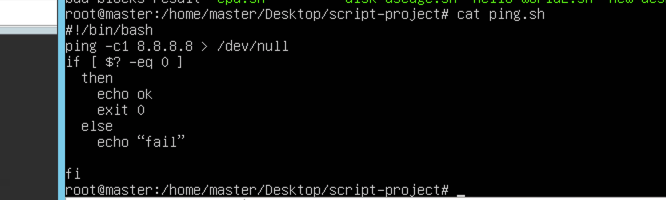 root@master:/home/master/Desktop/script-project# cat ping.sh
#!/bin/bash
ping -c1 8.8.8.8 > /dev/null
if [ $? -eq 0 ]
  then
    echo ok
    exit 0
  else
    echo “fail”

fi
root@master:/home/master/Desktop/script-project# _